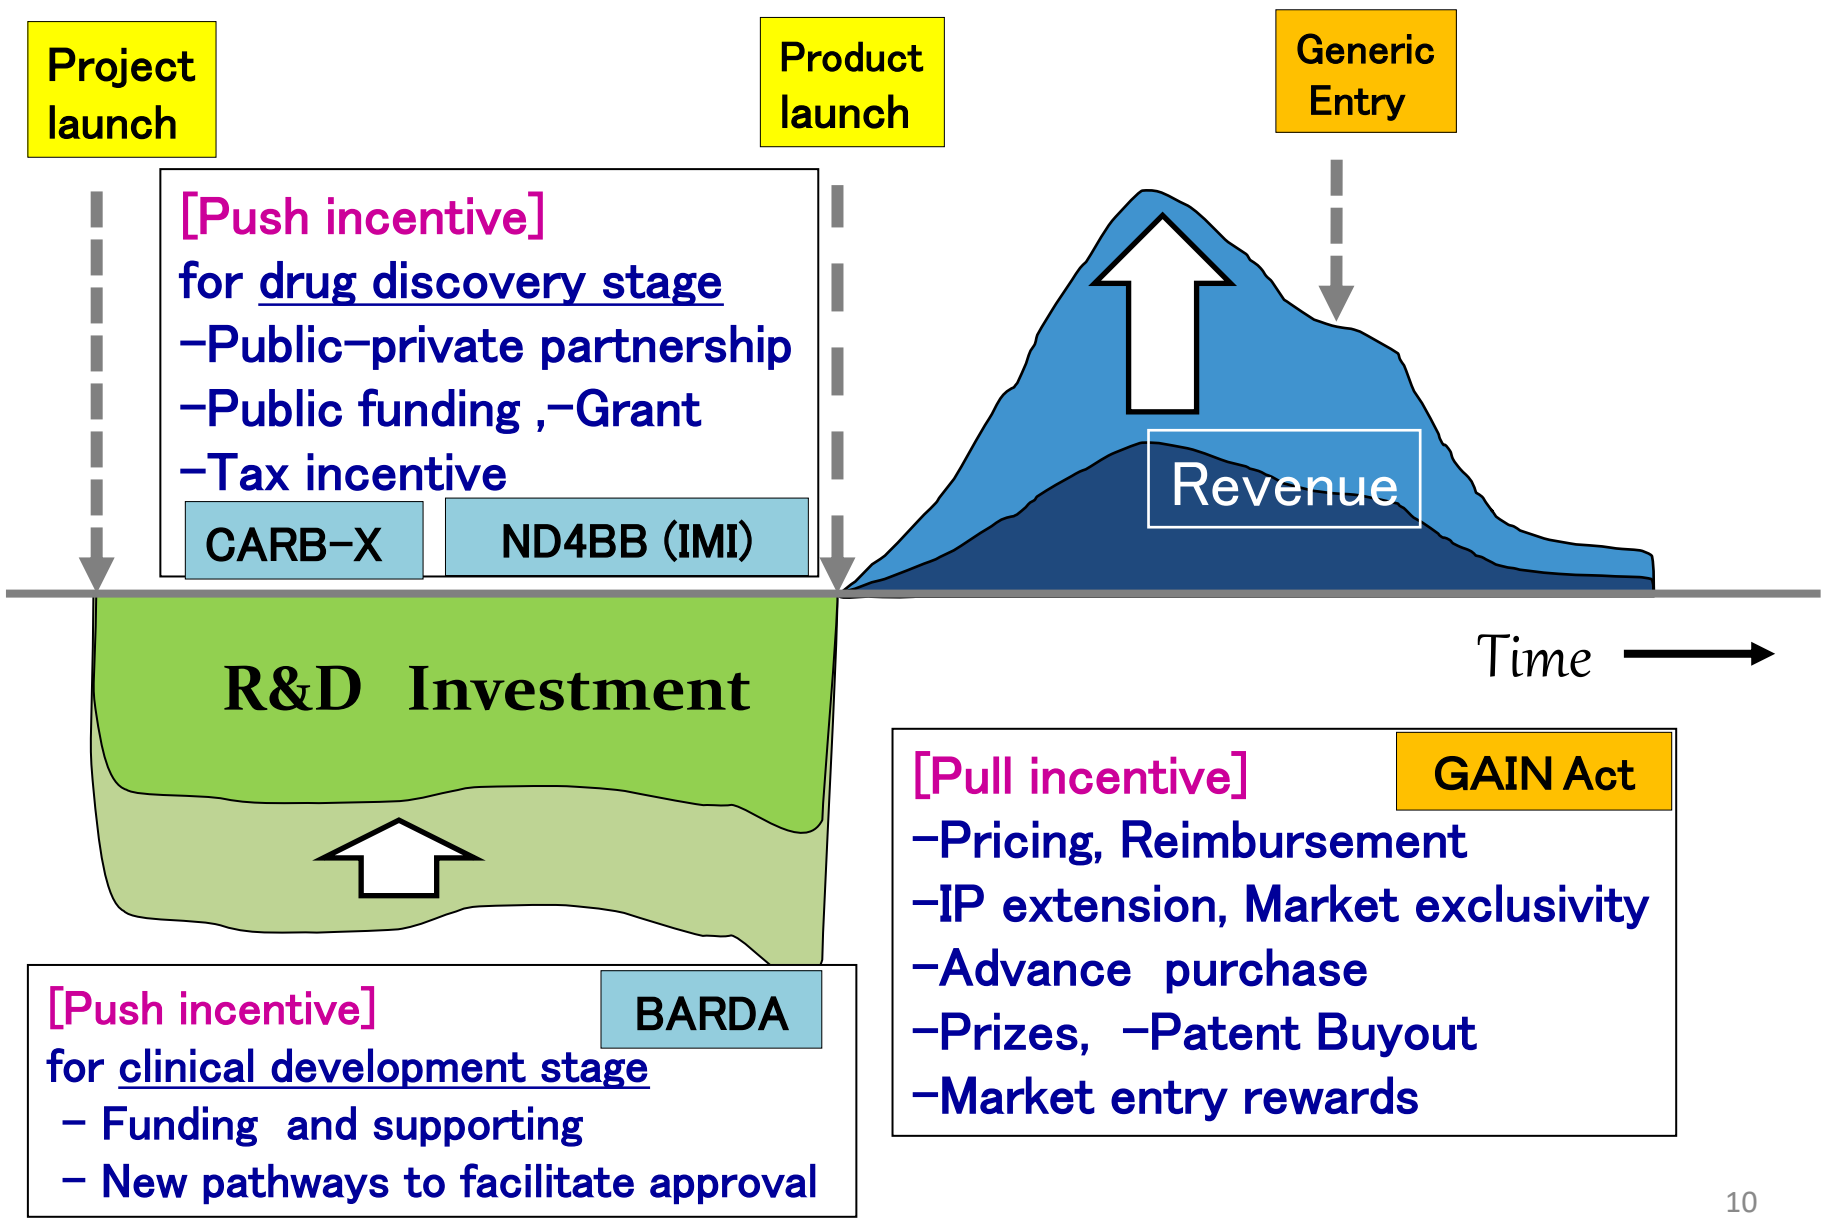 Project
launch
Product
launch
Generic
Entry
[Push incentive]
for drug discovery stage
-Public-private partnership
-Public funding ,-Grant
-Tax incentive
CARB-X
ND4BB (IMI)
Revenue
R&D Investment
Time
[Pull incentive]
GAIN Act
-Pricing, Reimbursement
-IP extension, Market exclusivity
-Advance purchase
-Prizes, -Patent Buyout
-Market entry rewards
[Push incentive]
BARDA
for clinical development stage
- Funding and supporting
- New pathways to facilitate approval
10